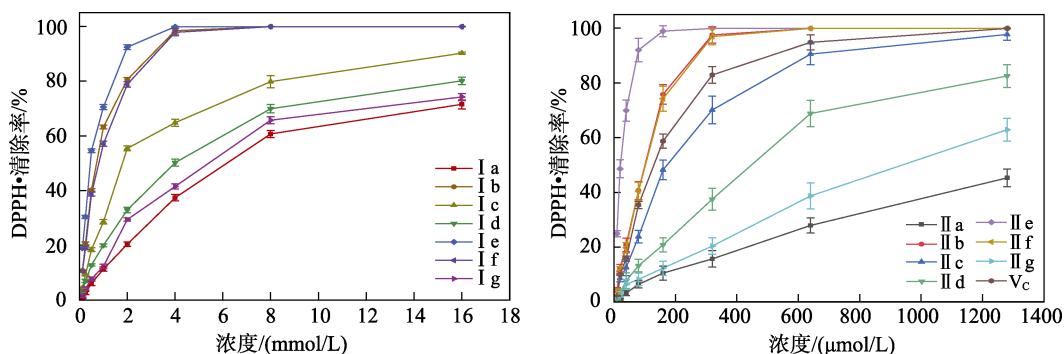 DPPH•清除率/%
100
80
60
40
20
0
Ⅰa
Ⅰb
Ⅰc
Ⅰd
Ⅰe
Ⅰf
Ⅰg
0 2 4 6 8 10 12 14 16 18
浓度/(mmol/L)
DPPH•清除率/%
100
80
60
40
20
0
Ⅱa Ⅱe
Ⅱb Ⅱf
Ⅱc Ⅱg
Ⅱd VC
0 200 400 600 800 1000 1200 1400
浓度/(μmol/L)